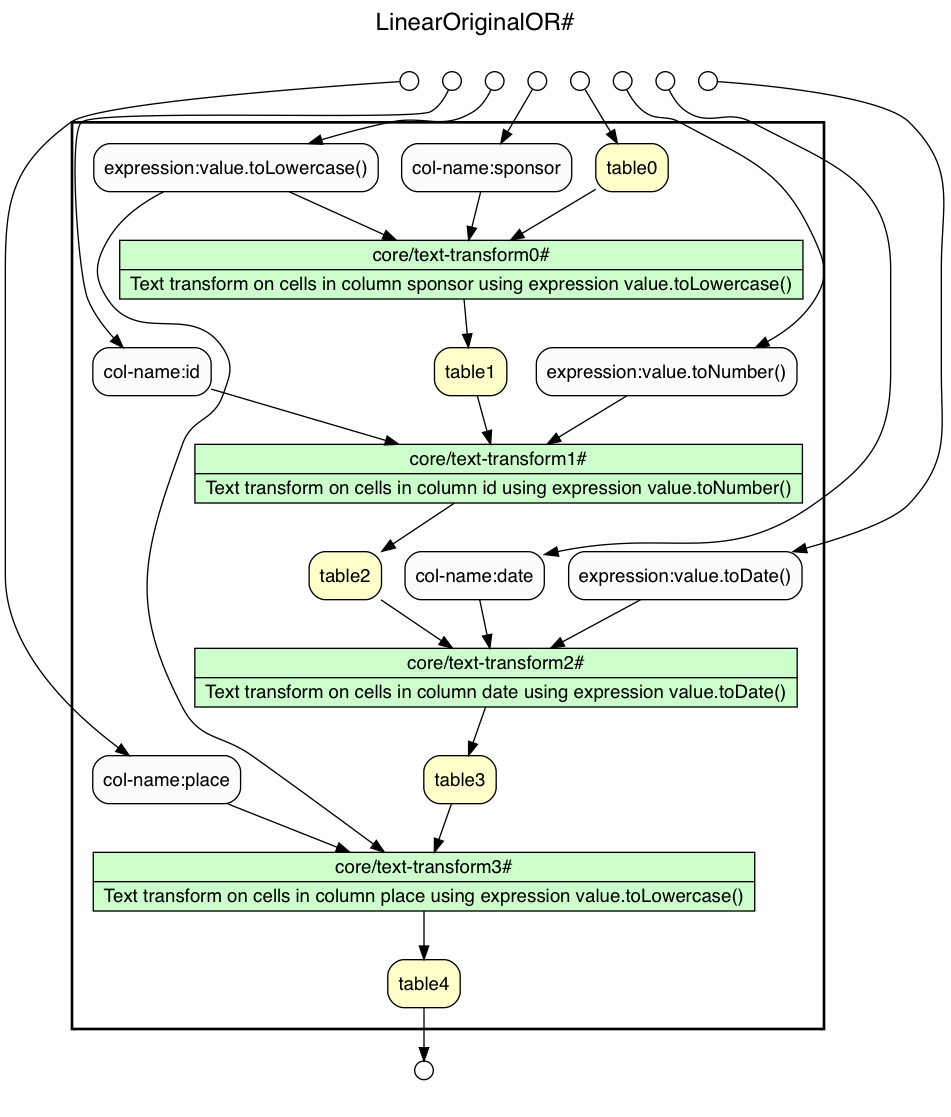 LinearOriginalOR#
expression:value.toLowercase()
col-name:sponsor
table0
core/text-transform0#
Text transform on cells in column sponsor using expression value.toLowercase()
col-name:id
table1
expression:value.toNumber()
core/text-transform1#
Text transform on cells in column id using expression value.toNumber()
table2
col-name:date
expression:value.toDate()
core/text-transform2#
Text transform on cells in column date using expression value.toDate()
col-name:place
table3
core/text-transform3#
Text transform on cells in column place using expression value.toLowercase()
table4